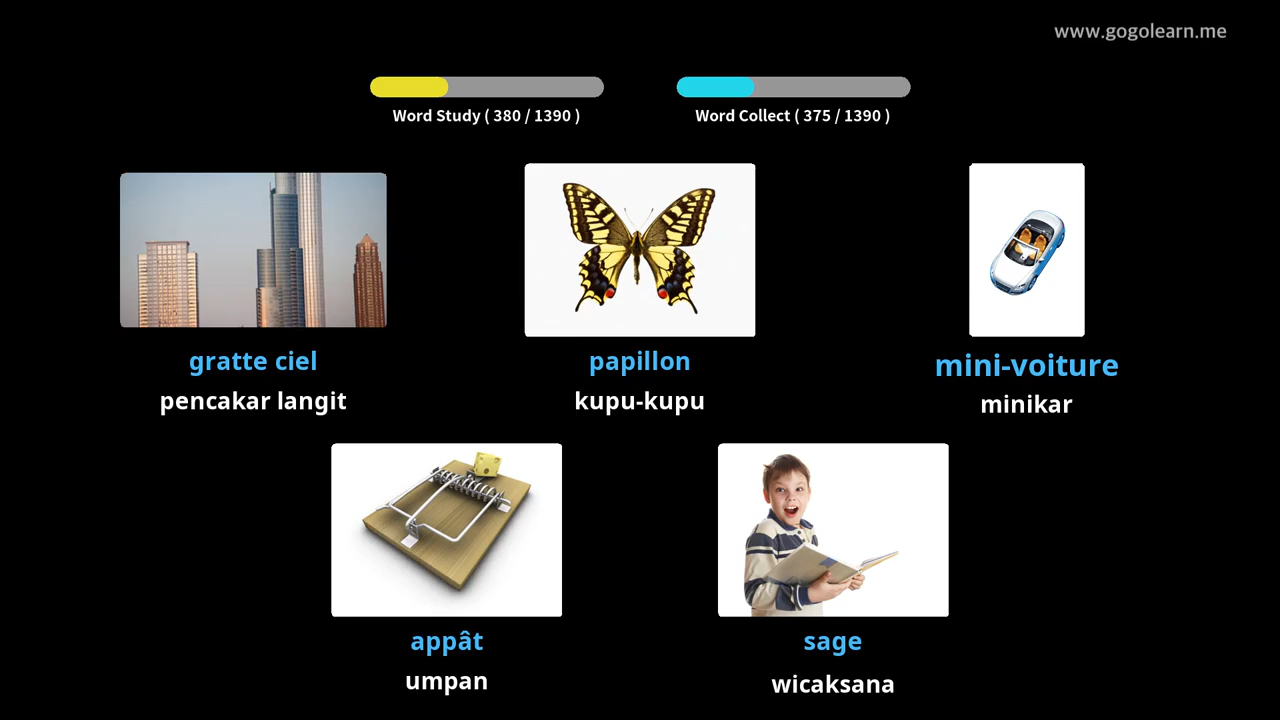 www.gogolearn.me
Word Study ( 380 / 1390 )
Word Collect ( 375 / 1390 )
gratte ciel
pencakar langit
papillon
kupu-kupu
mini-voiture
minikar
appât
umpan
sage
wicaksana